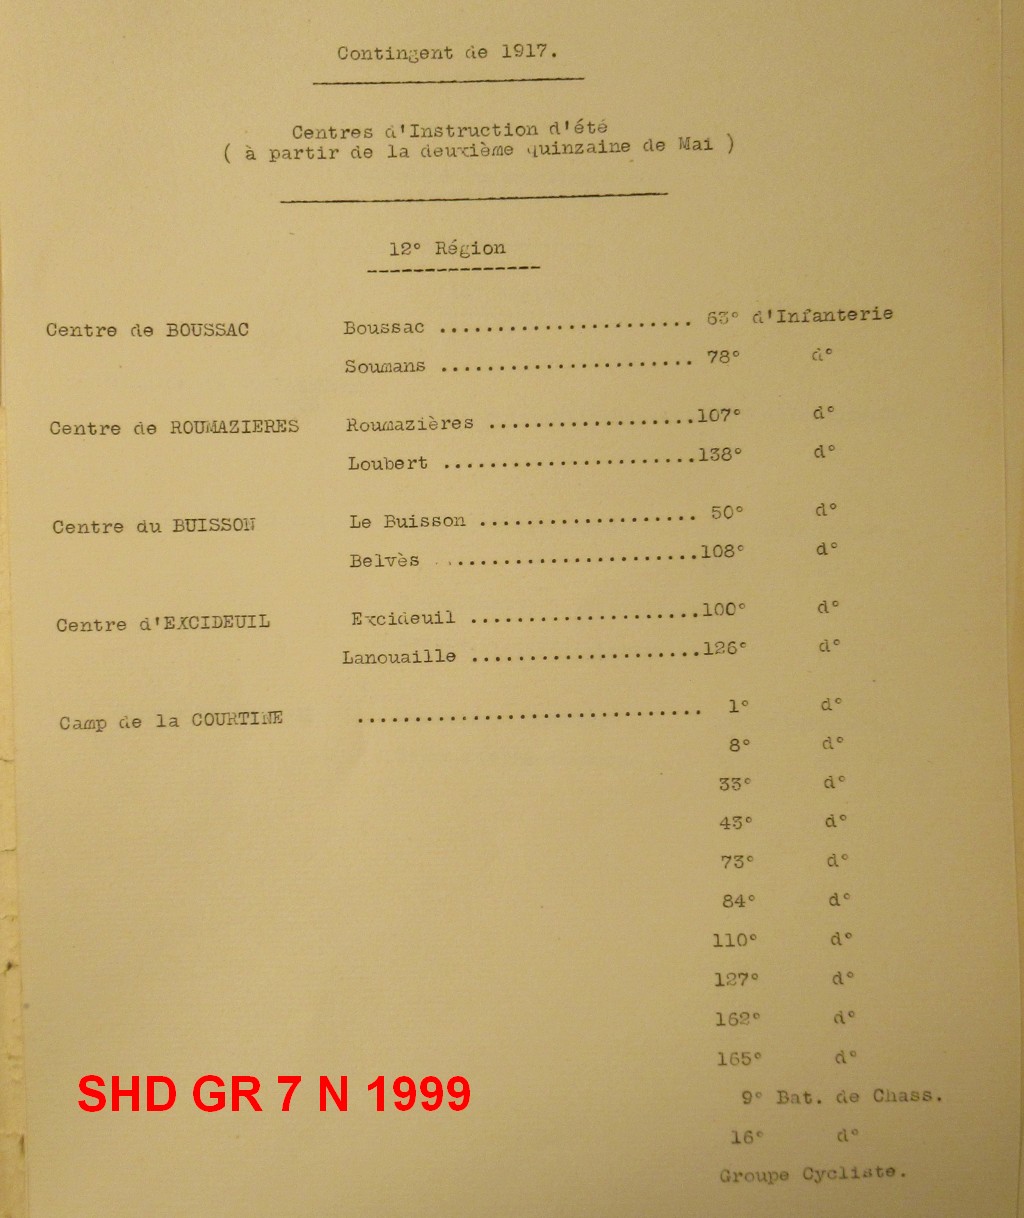 Contingent de 1917.
Centres d'Instruction d'été
( à partir de la deuxième quinzaine de Mai )
12° Région
Centre de BOUSSAC Boussac ...................... 63° d'Infanterie
Soumans ...................... 78° d°
Centre de ROUMAZIERES Roumazières ..................107° d°
Loubert ......................138° d°
Centre du BUISSON Le Buisson ................... 50° d°
Belvès ......................108° d°
Centre d'EXCIDEUIL Excideuil ....................100° d°
Lanouaille ....................126° d°
Camp de la COURTINE .............................. 1° d°
8° d°
33° d°
43° d°
73° d°
84° d°
110° d°
127° d°
162° d°
165° d°
9° Bat. de Chass.
16° d°
Groupe Cycliste.
SHD GR 7 N 1999